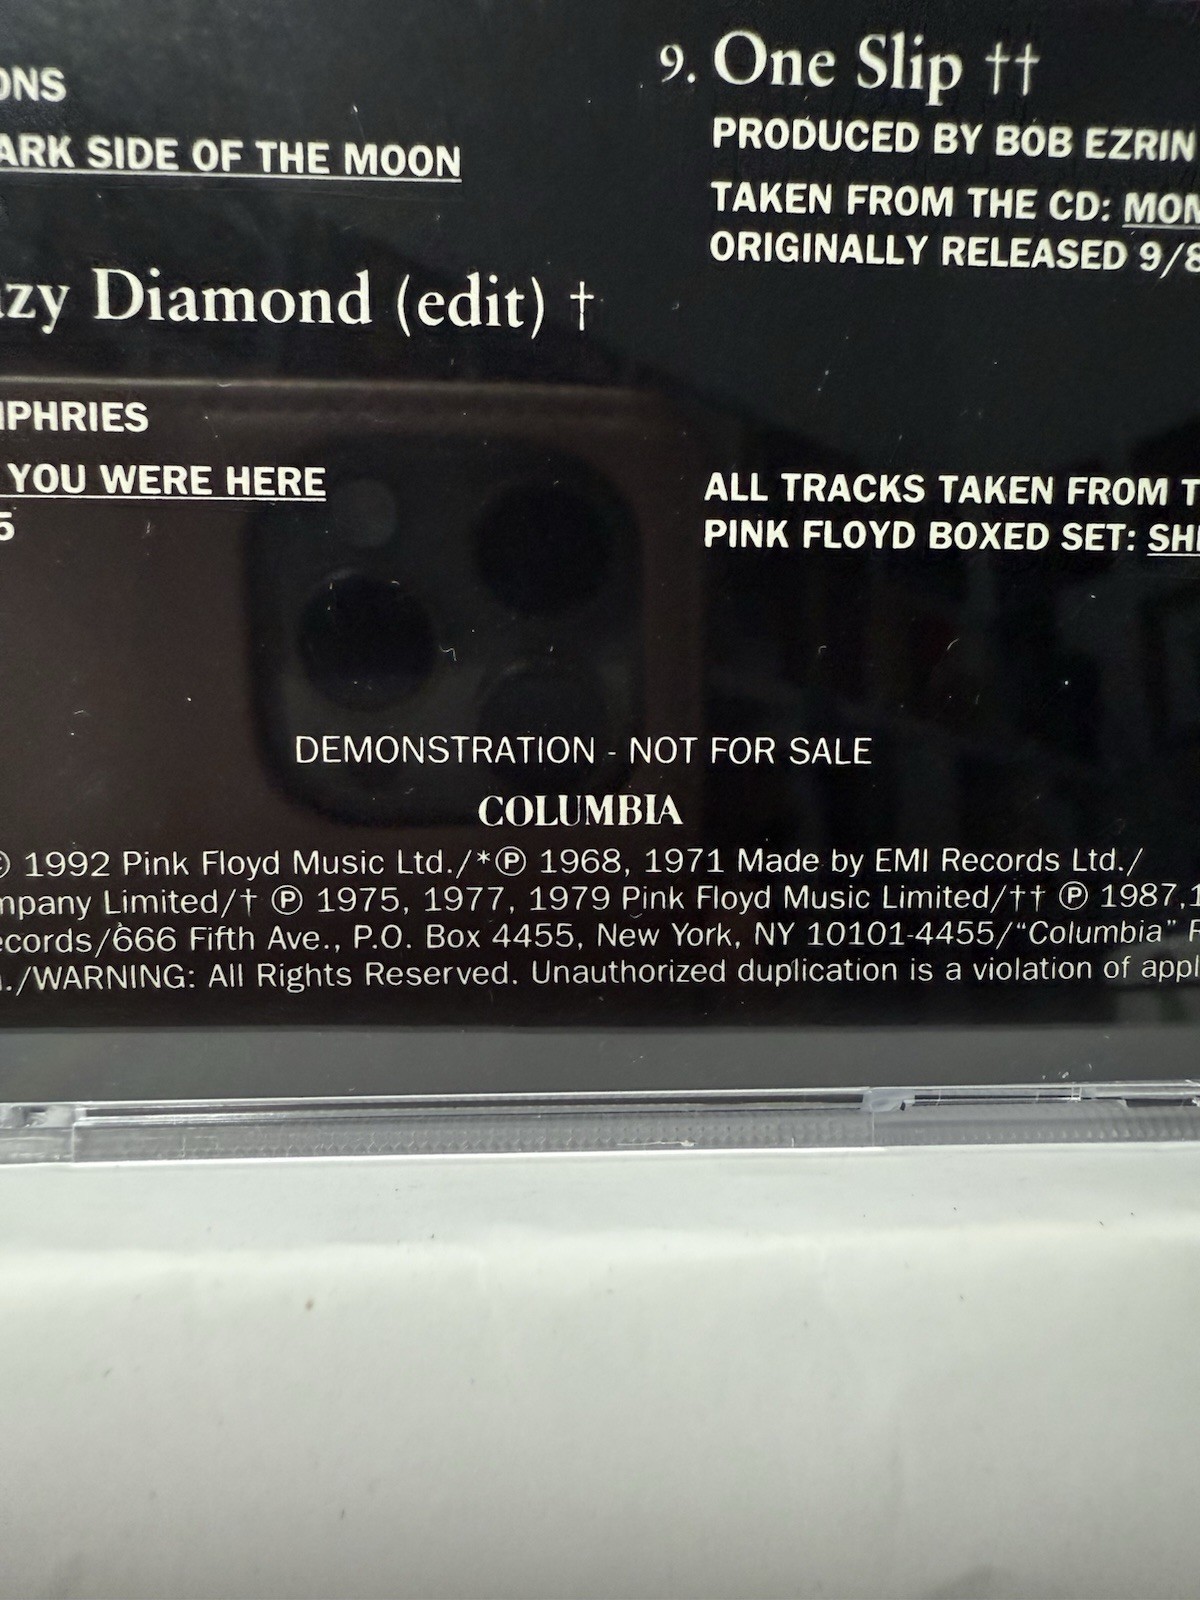 ONS
ARK SIDE OF THE MOON
zy Diamond (edit) †
MPHRIES
YOU WERE HERE
5
9. One Slip ††
PRODUCED BY BOB EZRIN
TAKEN FROM THE CD: MOM
ORIGINALLY RELEASED 9/8
ALL TRACKS TAKEN FROM T
PINK FLOYD BOXED SET: SHI
DEMONSTRATION - NOT FOR SALE
COLUMBIA
© 1992 Pink Floyd Music Ltd./*℗ 1968, 1971 Made by EMI Records Ltd./
mpany Limited/† ℗ 1975, 1977, 1979 Pink Floyd Music Limited/†† ℗ 1987,1
ecords/666 Fifth Ave., P.O. Box 4455, New York, NY 10101-4455/“Columbia” R
./WARNING: All Rights Reserved. Unauthorized duplication is a violation of appl